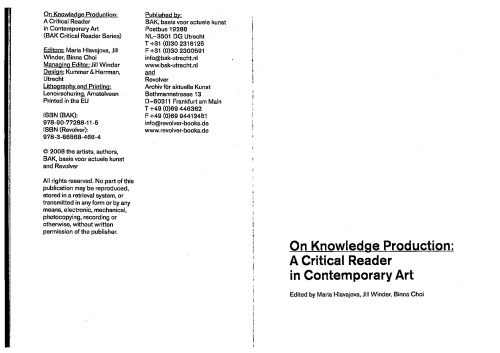 On Knowledge Production:
A Critical Reader
in Contemporary Art
(BAK Critical Reader Series)
Editors: Maria Hlavajova, Jill
Winder, Binna Choi
Managing Editor: Jill Winder
Design: Kummer & Herrman,
Utrecht
Lithography and Printing:
Lenoirschuring, Amstelveen
Printed in the EU
ISBN (BAK):
978-90-77288-11-5
ISBN (Revolver):
978-3-86588-466-4
© 2008 the artists, authors,
BAK, basis voor actuele kunst
and Revolver
All rights reserved. No part of this
publication may be reproduced,
stored in a retrieval system, or
transmitted in any form or by any
means, electronic, mechanical,
photocopying, recording or
otherwise, without written
permission of the publisher.
Published by:
BAK, basis voor actuele kunst
Postbus 19288
NL–3501 DG Utrecht
T +31 (0)30 2316125
F +31 (0)30 2300591
info@bak-utrecht.nl
www.bak-utrecht.nl
and
Revolver
Archiv für aktuelle Kunst
Bethmannstrasse 13
D–60311 Frankfurt am Main
T +49 (0)69 446362
F +49 (0)69 94412451
info@revolver-books.de
www.revolver-books.de
On Knowledge Production:
A Critical Reader
in Contemporary Art
Edited by Maria Hlavajova, Jill Winder, Binna Choi